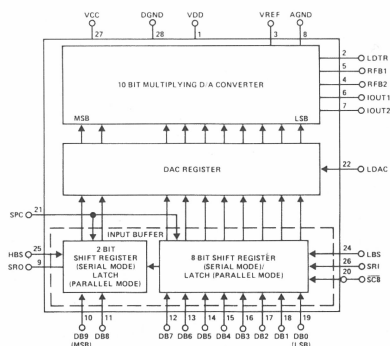 VCC DGND VDD VREF AGND
27 28 1 3 8
2 LDTR
5 RFB1
10 BIT MULTIPLYING D/A CONVERTER
4 RFB2
6 IOUT1
7 IOUT2
MSB LSB
DAC REGISTER
22 LDAC
SPC 21
INPUT BUFFER
HBS 25
SRO 9
2 BIT
SHIFT REGISTER
(SERIAL MODE)
LATCH
(PARALLEL MODE)
8 BIT
SHIFT REGISTER
(SERIAL MODE)/
LATCH (PARALLEL MODE)
24 LBS
26 SRI
20 SCB
10 11 12 13 14 15 16 17 18 19
DB9 DB8 DB7 DB6 DB5 DB4 DB3 DB2 DB1 DB0
(MSB) (LSB)